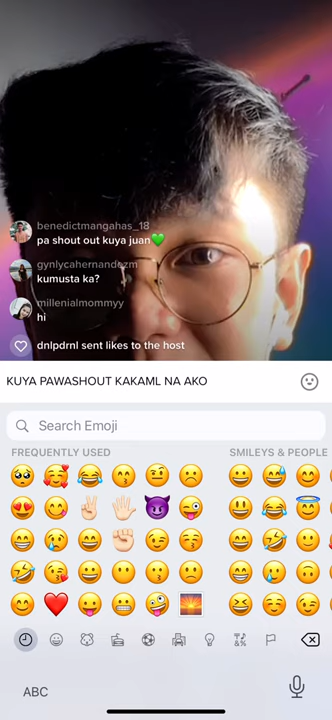 benedictmangahas_18
pa shout out kuya juan💚
gynlycahernandezm
kumusta ka?
millenialmommyy
hi
dnlpdrnl sent likes to the host
KUYA PAWASHOUT KAKAML NA AKO
Search Emoji
FREQUENTLY USED
SMILEYS & PEOPLE
ABC